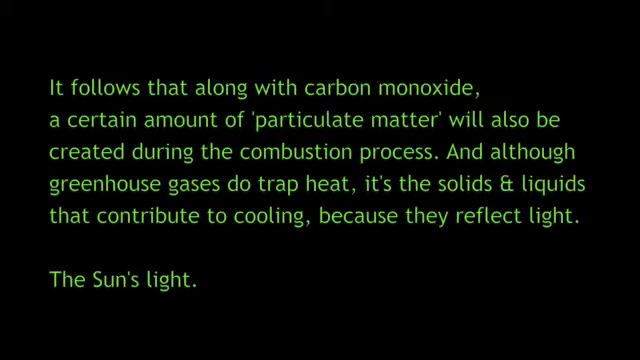 It follows that along with carbon monoxide,
a certain amount of 'particulate matter' will also be
created during the combustion process. And although
greenhouse gases do trap heat, it's the solids & liquids
that contribute to cooling, because they reflect light.
The Sun's light.